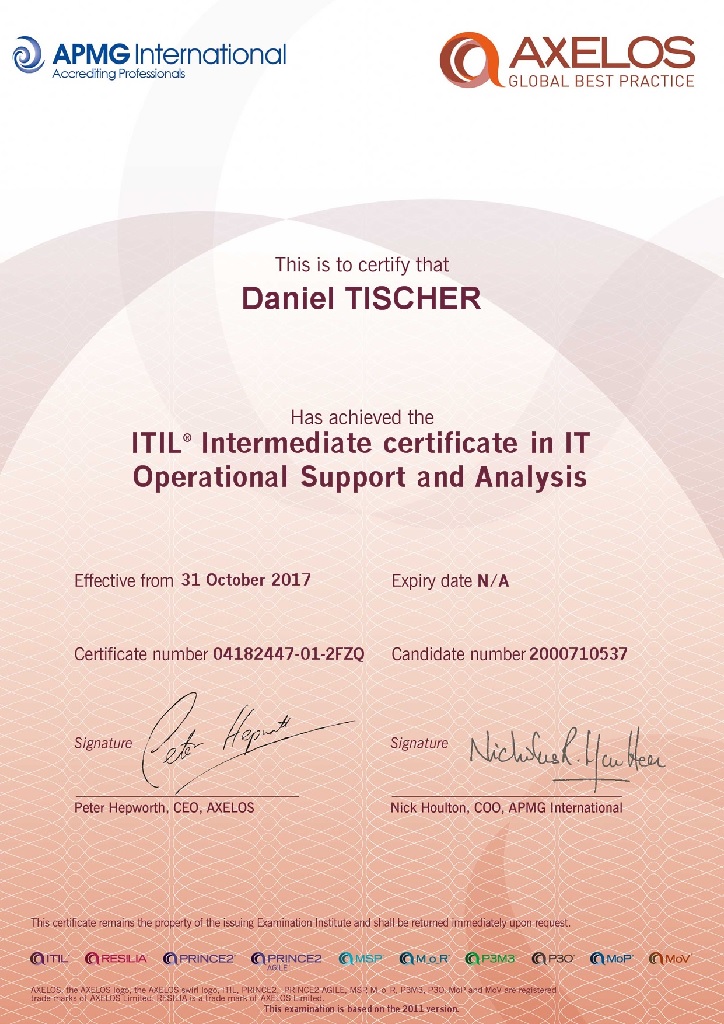 APMG International
Accrediting Professionals
AXELOS
GLOBAL BEST PRACTICE
This is to certify that
Daniel TISCHER
Has achieved the
ITIL® Intermediate certificate in IT
Operational Support and Analysis
Effective from 31 October 2017
Expiry date N/A
Certificate number 04182447-01-2FZQ
Candidate number 2000710537
Signature
Peter Hepworth
Signature
Peter Hepworth, CEO, AXELOS
Nick Houlton, COO, APMG International
This certificate remains the property of the issuing Examination Institute and shall be returned immediately upon request.
ITIL RESILIA PRINCE2 PRINCE2 AGILE MSP M_o_R P3M3 P3O MoP MoV
AXELOS, the AXELOS logo, the AXELOS swirl logo, ITIL, PRINCE2, PRINCE2 AGILE, MSP, M_o_R, P3M3, P3O, MoP and MoV are registered
trade marks of AXELOS Limited. RESILIA is a trade mark of AXELOS Limited.
This examination is based on the 2011 version.